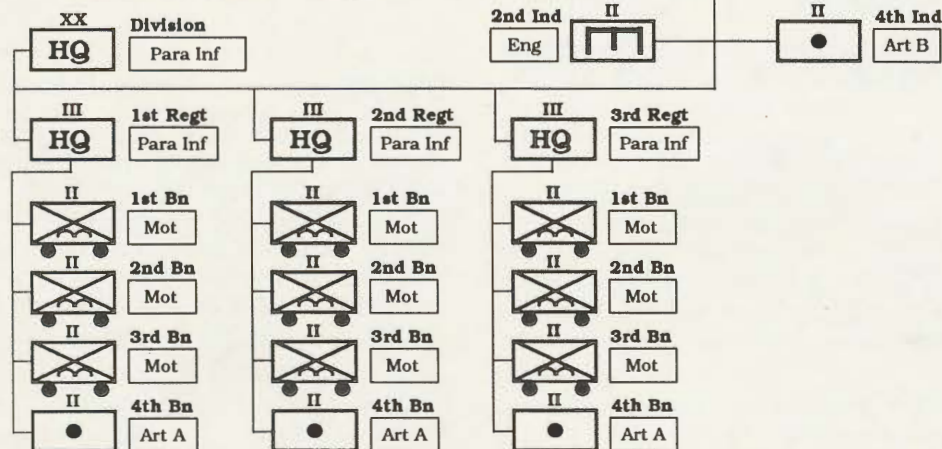 XX Division 2nd Ind II II 4th Ind
HQ Para Inf Eng Art B
III 1st Regt III 2nd Regt III 3rd Regt
HQ Para Inf HQ Para Inf HQ Para Inf
II 1st Bn II 1st Bn II 1st Bn
Mot Mot Mot
II 2nd Bn II 2nd Bn II 2nd Bn
Mot Mot Mot
II 3rd Bn II 3rd Bn II 3rd Bn
Mot Mot Mot
II 4th Bn II 4th Bn II 4th Bn
Art A Art A Art A